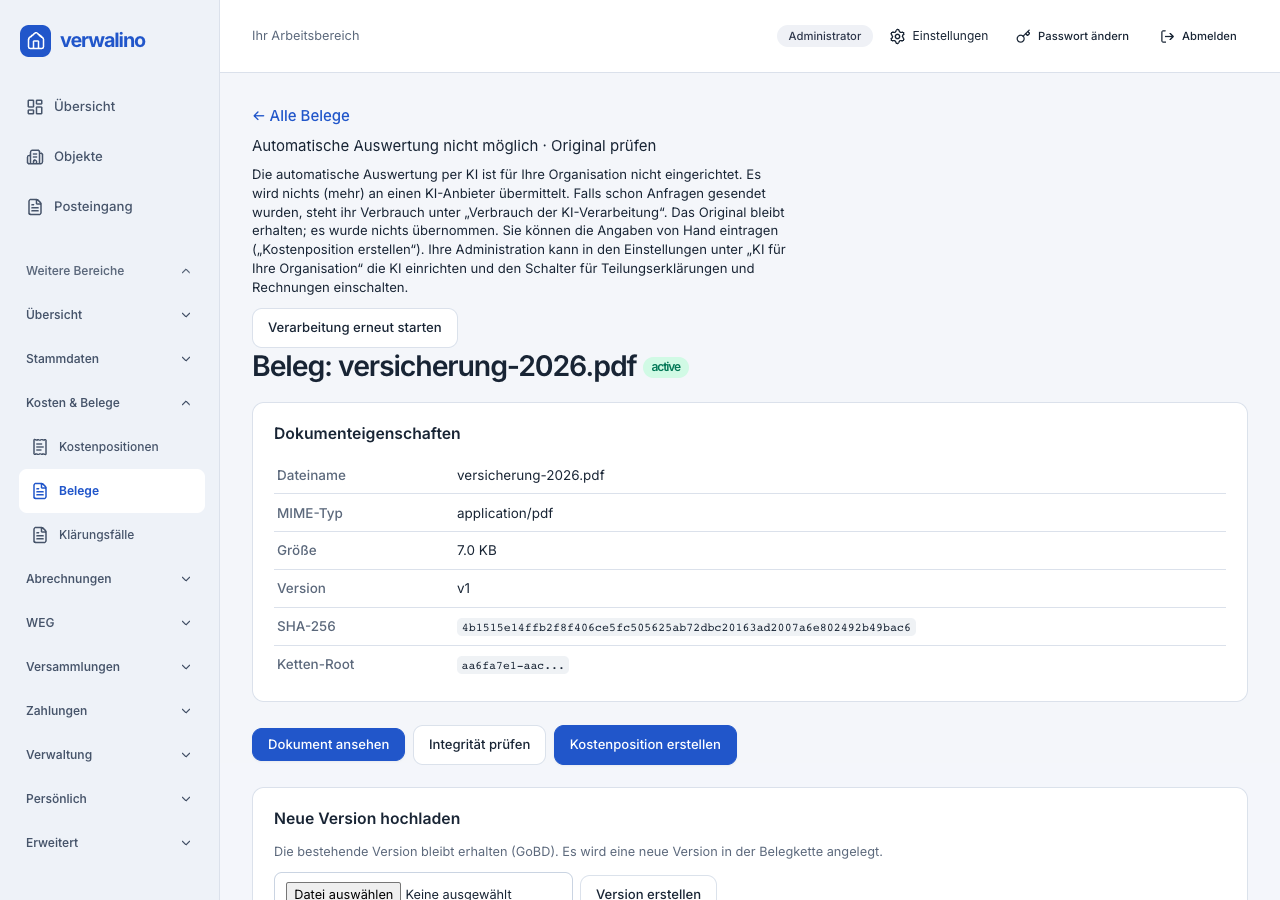 verwalino
Ihr Arbeitsbereich
Administrator
Einstellungen
Passwort ändern
Abmelden
Übersicht
Objekte
Posteingang
Weitere Bereiche
Übersicht
Stammdaten
Kosten & Belege
Kostenpositionen
Belege
Klärungsfälle
Abrechnungen
WEG
Versammlungen
Zahlungen
Verwaltung
Persönlich
Erweitert
← Alle Belege
Automatische Auswertung nicht möglich · Original prüfen
Die automatische Auswertung per KI ist für Ihre Organisation nicht eingerichtet. Es
wird nichts (mehr) an einen KI-Anbieter übermittelt. Falls schon Anfragen gesendet
wurden, steht ihr Verbrauch unter „Verbrauch der KI-Verarbeitung“. Das Original bleibt
erhalten; es wurde nichts übernommen. Sie können die Angaben von Hand eintragen
(„Kostenposition erstellen“). Ihre Administration kann in den Einstellungen unter „KI für
Ihre Organisation“ die KI einrichten und den Schalter für Teilungserklärungen und
Rechnungen einschalten.
Verarbeitung erneut starten
Beleg: versicherung-2026.pdf active
Dokumenteigenschaften
Dateiname versicherung-2026.pdf
MIME-Typ application/pdf
Größe 7.0 KB
Version v1
SHA-256 4b1515e14ffb2f8f406ce5fc505625ab72dbc20163ad2007a6e802492b49bac6
Ketten-Root aa6fa7e1-aac...
Dokument ansehen
Integrität prüfen
Kostenposition erstellen
Neue Version hochladen
Die bestehende Version bleibt erhalten (GoBD). Es wird eine neue Version in der Belegkette angelegt.
Datei auswählen Keine ausgewählt
Version erstellen